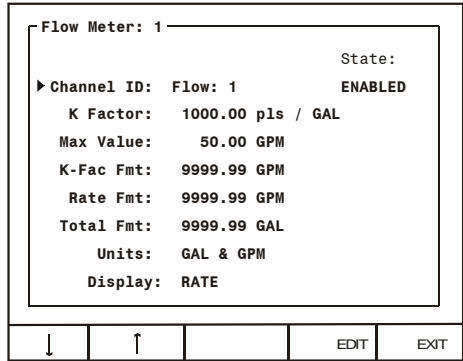 Flow Meter: 1
State:
Channel ID: Flow: 1 ENABLED
K Factor: 1000.00 pls / GAL
Max Value: 50.00 GPM
K-Fac Fmt: 9999.99 GPM
Rate Fmt: 9999.99 GPM
Total Fmt: 9999.99 GAL
Units: GAL & GPM
Display: RATE
↓ ↑ EDIT EXIT